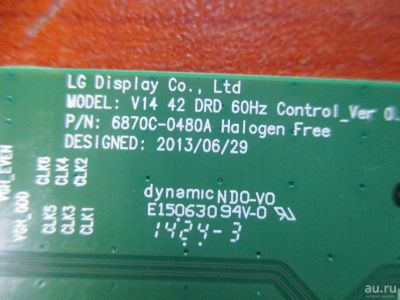 LG Display Co., Ltd
MODEL: V14 42 DRD 60Hz Control_Ver 0.
P/N: 6870C-0480A Halogen Free
DESIGNED: 2013/06/29
VGH_EVEN
VGH_ODD
CLK6
CLK4
CLK2
CLK5
CLK3
CLK1
dynamic NDO-VO
E150630 94V-0
1424-3
au.ru